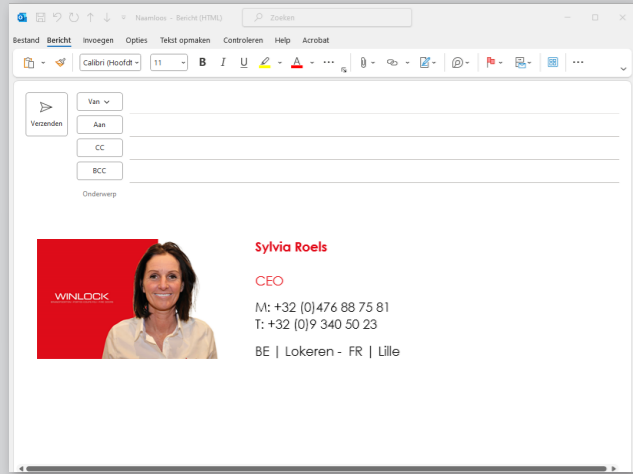 Naamloos - Bericht (HTML)
Zoeken
Bestand Bericht Invoegen Opties Tekst opmaken Controleren Help Acrobat
Calibri (Hoofdt 11 B I U A
Verzenden
Van
Aan
CC
BCC
Onderwerp
Sylvia Roels
CEO
WINLOCK
M: +32 (0)476 88 75 81
T: +32 (0)9 340 50 23
BE | Lokeren - FR | Lille